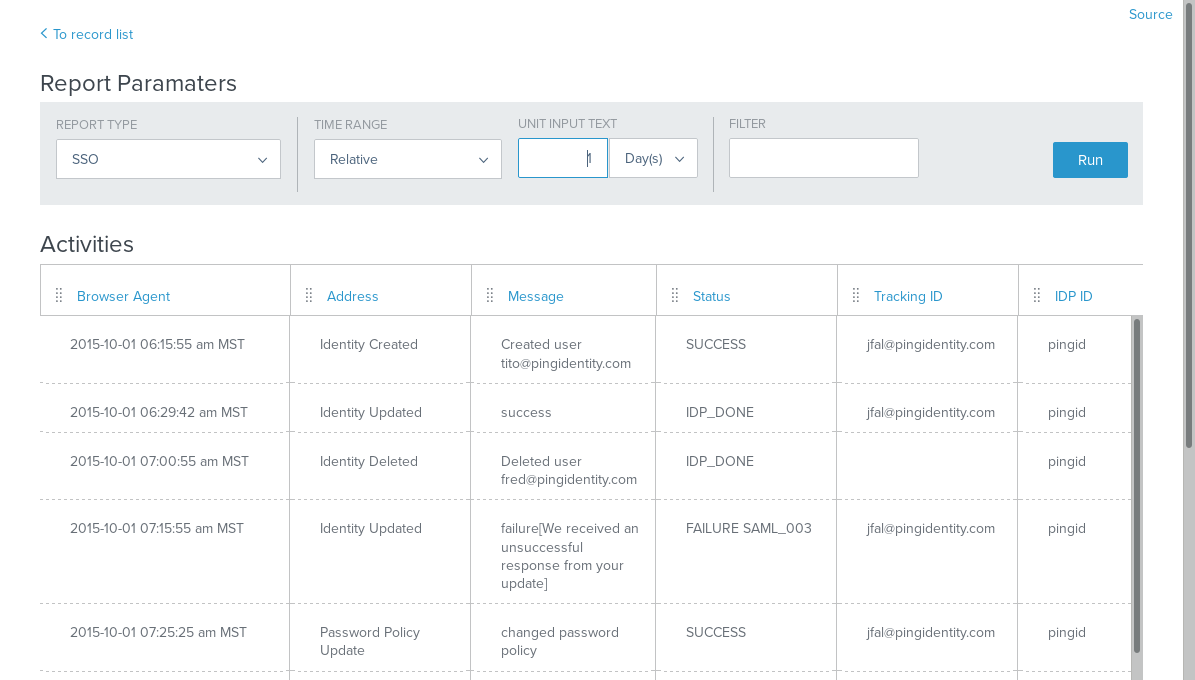 Source
To record list
Report Paramaters
REPORT TYPE
TIME RANGE
UNIT INPUT TEXT
FILTER
SSO
Relative
1
Day(s)
Run
Activities
Browser Agent
Address
Message
Status
Tracking ID
IDP ID
2015-10-01 06:15:55 am MST
Identity Created
Created user
tito@pingidentity.com
SUCCESS
jfal@pingidentity.com
pingid
2015-10-01 06:29:42 am MST
Identity Updated
success
IDP_DONE
jfal@pingidentity.com
pingid
2015-10-01 07:00:55 am MST
Identity Deleted
Deleted user
fred@pingidentity.com
IDP_DONE
pingid
2015-10-01 07:15:55 am MST
Identity Updated
failure[We received an
unsuccessful
response from your
update]
FAILURE SAML_003
jfal@pingidentity.com
pingid
2015-10-01 07:25:25 am MST
Password Policy
Update
changed password
policy
SUCCESS
jfal@pingidentity.com
pingid